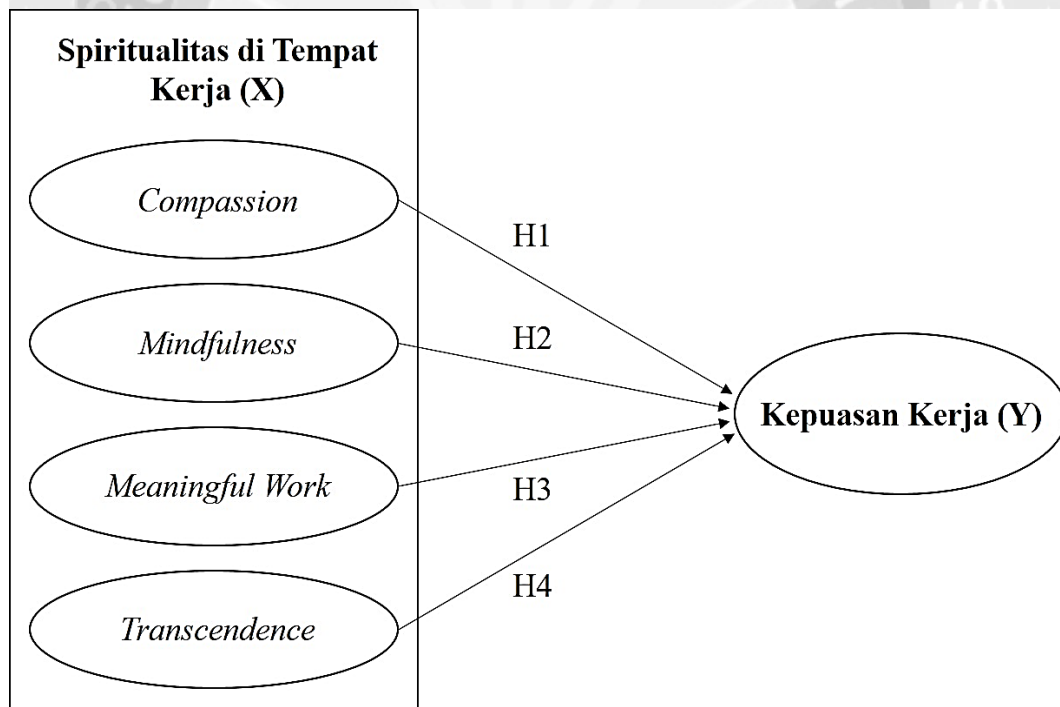 Spiritualitas di Tempat
Kerja (X)
Compassion
H1
Mindfulness
H2
Kepuasan Kerja (Y)
Meaningful Work
H3
Transcendence
H4